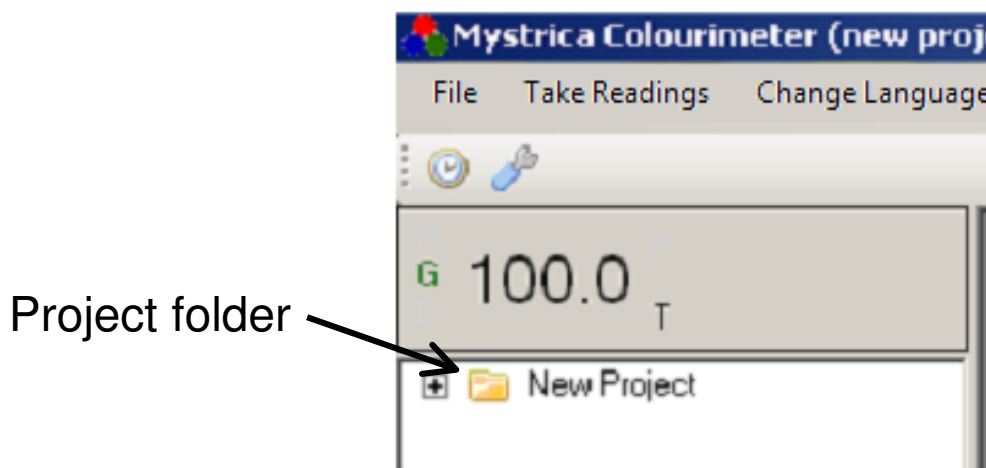 Mystrica Colourimeter (new proj
File Take Readings Change Language
G 100.0 T
Project folder
New Project